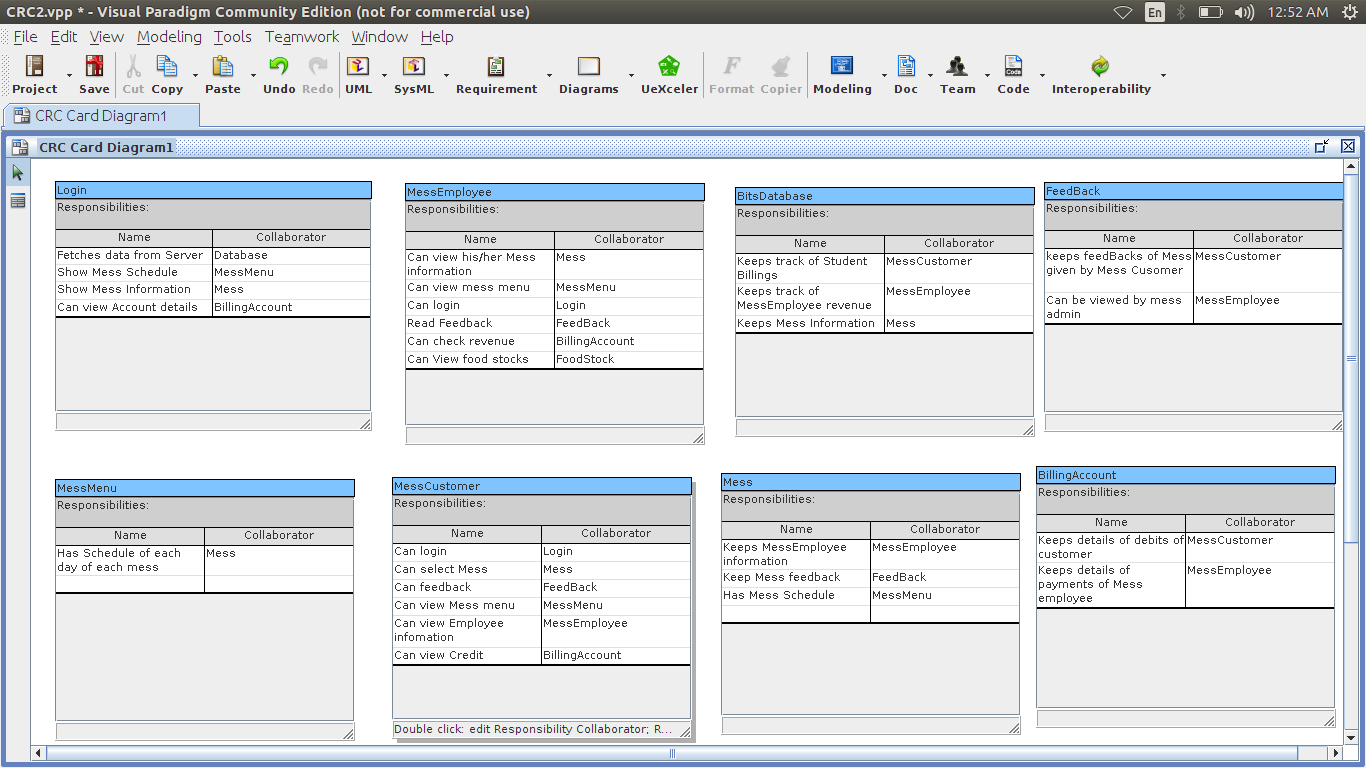 CRC2.vpp * - Visual Paradigm Community Edition (not for commercial use)
En
12:52 AM
File Edit View Modeling Tools Teamwork Window Help
Project Save Cut Copy Paste Undo Redo UML SysML Requirement Diagrams UeXceler Format Copier Modeling Doc Team Code Interoperability
CRC Card Diagram1
CRC Card Diagram1
Login
Responsibilities:
Name Collaborator
Fetches data from Server Database
Show Mess Schedule MessMenu
Show Mess Information Mess
Can view Account details BillingAccount
MessEmployee
Responsibilities:
Name Collaborator
Can view his/her Mess Mess
information
Can view mess menu MessMenu
Can login Login
Read Feedback FeedBack
Can check revenue BillingAccount
Can View food stocks FoodStock
BitsDatabase
Responsibilities:
Name Collaborator
Keeps track of Student MessCustomer
Billings
Keeps track of MessEmployee
MessEmployee revenue
Keeps Mess Information Mess
FeedBack
Responsibilities:
Name Collaborator
keeps feedBacks of Mess MessCustomer
given by Mess Cusomer
Can be viewed by mess MessEmployee
admin
MessMenu
Responsibilities:
Name Collaborator
Has Schedule of each Mess
day of each mess
MessCustomer
Responsibilities:
Name Collaborator
Can login Login
Can select Mess Mess
Can feedback FeedBack
Can view Mess menu MessMenu
Can view Employee MessEmployee
infomation
Can view Credit BillingAccount
Double click: edit Responsibility Collaborator; R...
Mess
Responsibilities:
Name Collaborator
Keeps MessEmployee MessEmployee
information
Keep Mess feedback FeedBack
Has Mess Schedule MessMenu
BillingAccount
Responsibilities:
Name Collaborator
Keeps details of debits of MessCustomer
customer
Keeps details of MessEmployee
payments of Mess
employee